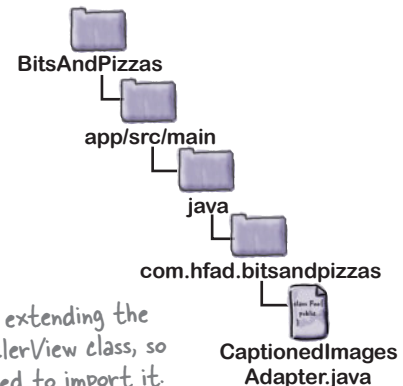 BitsAndPizzas
app/src/main
java
com.hfad.bitsandpizzas
CaptionedImages
Adapter.java
extending the
lerView class, so
ed to import it.